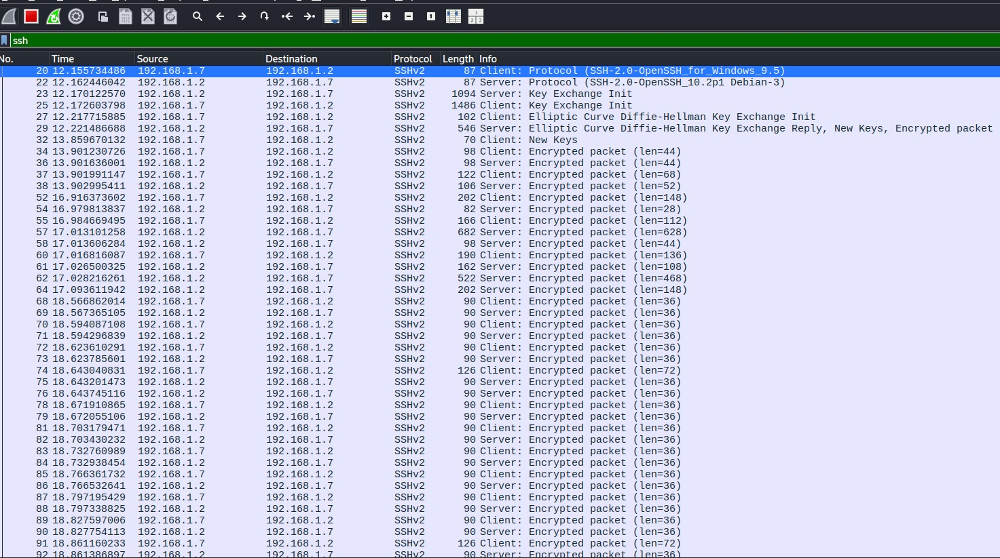 ssh
No. Time Source Destination Protocol Length Info
20 12.155734486 192.168.1.7 192.168.1.2 SSHv2 87 Client: Protocol (SSH-2.0-OpenSSH_for_Windows_9.5)
22 12.162446042 192.168.1.2 192.168.1.7 SSHv2 87 Server: Protocol (SSH-2.0-OpenSSH_10.2p1 Debian-3)
23 12.170122570 192.168.1.2 192.168.1.7 SSHv2 1094 Server: Key Exchange Init
25 12.172603798 192.168.1.7 192.168.1.2 SSHv2 1486 Client: Key Exchange Init
27 12.217715885 192.168.1.7 192.168.1.2 SSHv2 102 Client: Elliptic Curve Diffie-Hellman Key Exchange Init
29 12.221486688 192.168.1.2 192.168.1.7 SSHv2 546 Server: Elliptic Curve Diffie-Hellman Key Exchange Reply, New Keys, Encrypted packet
32 13.859670132 192.168.1.7 192.168.1.2 SSHv2 70 Client: New Keys
34 13.901230726 192.168.1.7 192.168.1.2 SSHv2 98 Client: Encrypted packet (len=44)
36 13.901636001 192.168.1.2 192.168.1.7 SSHv2 98 Server: Encrypted packet (len=44)
37 13.901991147 192.168.1.7 192.168.1.2 SSHv2 122 Client: Encrypted packet (len=68)
38 13.902995411 192.168.1.2 192.168.1.7 SSHv2 106 Server: Encrypted packet (len=52)
52 16.916373602 192.168.1.7 192.168.1.2 SSHv2 202 Client: Encrypted packet (len=148)
54 16.979813837 192.168.1.2 192.168.1.7 SSHv2 82 Server: Encrypted packet (len=28)
55 16.984669495 192.168.1.7 192.168.1.2 SSHv2 166 Client: Encrypted packet (len=112)
57 17.013101258 192.168.1.2 192.168.1.7 SSHv2 682 Server: Encrypted packet (len=628)
58 17.013606284 192.168.1.2 192.168.1.7 SSHv2 98 Server: Encrypted packet (len=44)
60 17.016816087 192.168.1.7 192.168.1.2 SSHv2 190 Client: Encrypted packet (len=136)
61 17.026500325 192.168.1.2 192.168.1.7 SSHv2 162 Server: Encrypted packet (len=108)
62 17.028216261 192.168.1.2 192.168.1.7 SSHv2 522 Server: Encrypted packet (len=468)
64 17.093611942 192.168.1.2 192.168.1.7 SSHv2 202 Server: Encrypted packet (len=148)
68 18.566862014 192.168.1.7 192.168.1.2 SSHv2 90 Client: Encrypted packet (len=36)
69 18.567365105 192.168.1.2 192.168.1.7 SSHv2 90 Server: Encrypted packet (len=36)
70 18.594087108 192.168.1.7 192.168.1.2 SSHv2 90 Client: Encrypted packet (len=36)
71 18.594296839 192.168.1.2 192.168.1.7 SSHv2 90 Server: Encrypted packet (len=36)
72 18.623610291 192.168.1.7 192.168.1.2 SSHv2 90 Client: Encrypted packet (len=36)
73 18.623785601 192.168.1.2 192.168.1.7 SSHv2 90 Server: Encrypted packet (len=36)
74 18.643040831 192.168.1.7 192.168.1.2 SSHv2 126 Client: Encrypted packet (len=72)
75 18.643201473 192.168.1.2 192.168.1.7 SSHv2 90 Server: Encrypted packet (len=36)
76 18.643745116 192.168.1.2 192.168.1.7 SSHv2 90 Server: Encrypted packet (len=36)
78 18.671910865 192.168.1.7 192.168.1.2 SSHv2 90 Client: Encrypted packet (len=36)
79 18.672055106 192.168.1.2 192.168.1.7 SSHv2 90 Server: Encrypted packet (len=36)
81 18.703179471 192.168.1.7 192.168.1.2 SSHv2 90 Client: Encrypted packet (len=36)
82 18.703430232 192.168.1.2 192.168.1.7 SSHv2 90 Server: Encrypted packet (len=36)
83 18.732760989 192.168.1.7 192.168.1.2 SSHv2 90 Client: Encrypted packet (len=36)
84 18.732938454 192.168.1.2 192.168.1.7 SSHv2 90 Server: Encrypted packet (len=36)
85 18.766361732 192.168.1.7 192.168.1.2 SSHv2 90 Client: Encrypted packet (len=36)
86 18.766532641 192.168.1.2 192.168.1.7 SSHv2 90 Server: Encrypted packet (len=36)
87 18.797195429 192.168.1.7 192.168.1.2 SSHv2 90 Client: Encrypted packet (len=36)
88 18.797338825 192.168.1.2 192.168.1.7 SSHv2 90 Server: Encrypted packet (len=36)
89 18.827597006 192.168.1.7 192.168.1.2 SSHv2 90 Client: Encrypted packet (len=36)
90 18.827754113 192.168.1.2 192.168.1.7 SSHv2 90 Server: Encrypted packet (len=36)
91 18.861160233 192.168.1.7 192.168.1.2 SSHv2 126 Client: Encrypted packet (len=72)
92 18.861386897 192.168.1.2 192.168.1.7 SSHv2 90 Server: Encrypted packet (len=36)